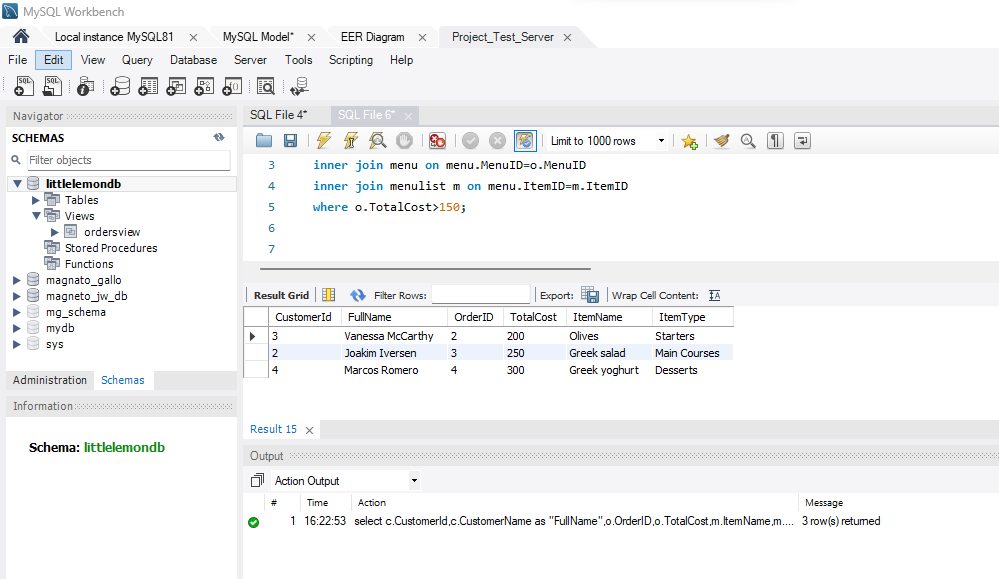 MySQL Workbench
Local instance MySQL81 × MySQL Model* × EER Diagram × Project_Test_Server ×
File Edit View Query Database Server Tools Scripting Help
Navigator
SCHEMAS
Filter objects
littlelemondb
Tables
Views
ordersview
Stored Procedures
Functions
magnato_gallo
magneto_jw_db
mg_schema
mydb
sys
Administration Schemas
Information
Schema: littlelemondb
SQL File 4* SQL File 6* ×
Limit to 1000 rows
3 inner join menu on menu.MenuID=o.MenuID
4 inner join menulist m on menu.ItemID=m.ItemID
5 where o.TotalCost>150;
6
7
Result Grid Filter Rows: Export: Wrap Cell Content: IA
CustomerId FullName OrderID TotalCost ItemName ItemType
3 Vanessa McCarthy 2 200 Olives Starters
2 Joakim Iversen 3 250 Greek salad Main Courses
4 Marcos Romero 4 300 Greek yoghurt Desserts
Result 15 ×
Output
Action Output
# Time Action Message
1 16:22:53 select c.CustomerId,c.CustomerName as "FullName",o.OrderID,o.TotalCost,m.ItemName,m.... 3 row(s) returned